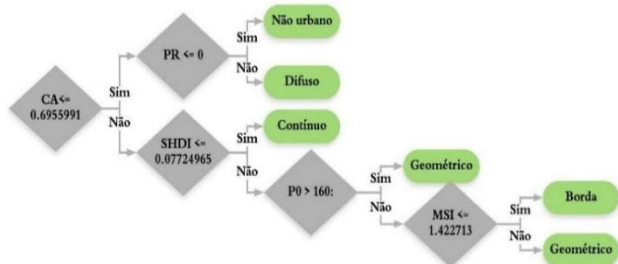 CA<=
0.6955991
Sim
Não
PR <= 0
Sim
Não
Não urbano
Difuso
SHDI <=
0.07724965
Sim
Não
Contínuo
P0 > 160:
Sim
Não
Geométrico
MSI <=
1.422713
Sim
Não
Borda
Geométrico